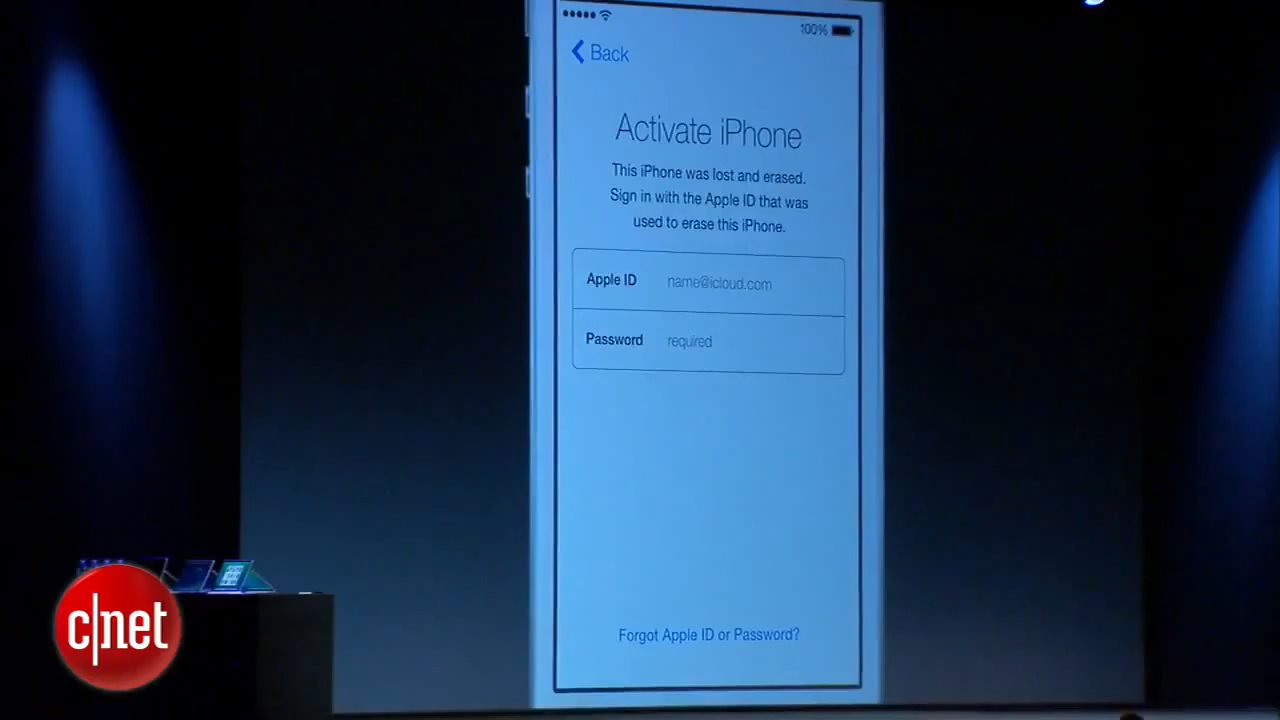 100%
Back
Activate iPhone
This iPhone was lost and erased.
Sign in with the Apple ID that was
used to erase this iPhone.
Apple ID name@icloud.com
Password required
Forgot Apple ID or Password?
c|net